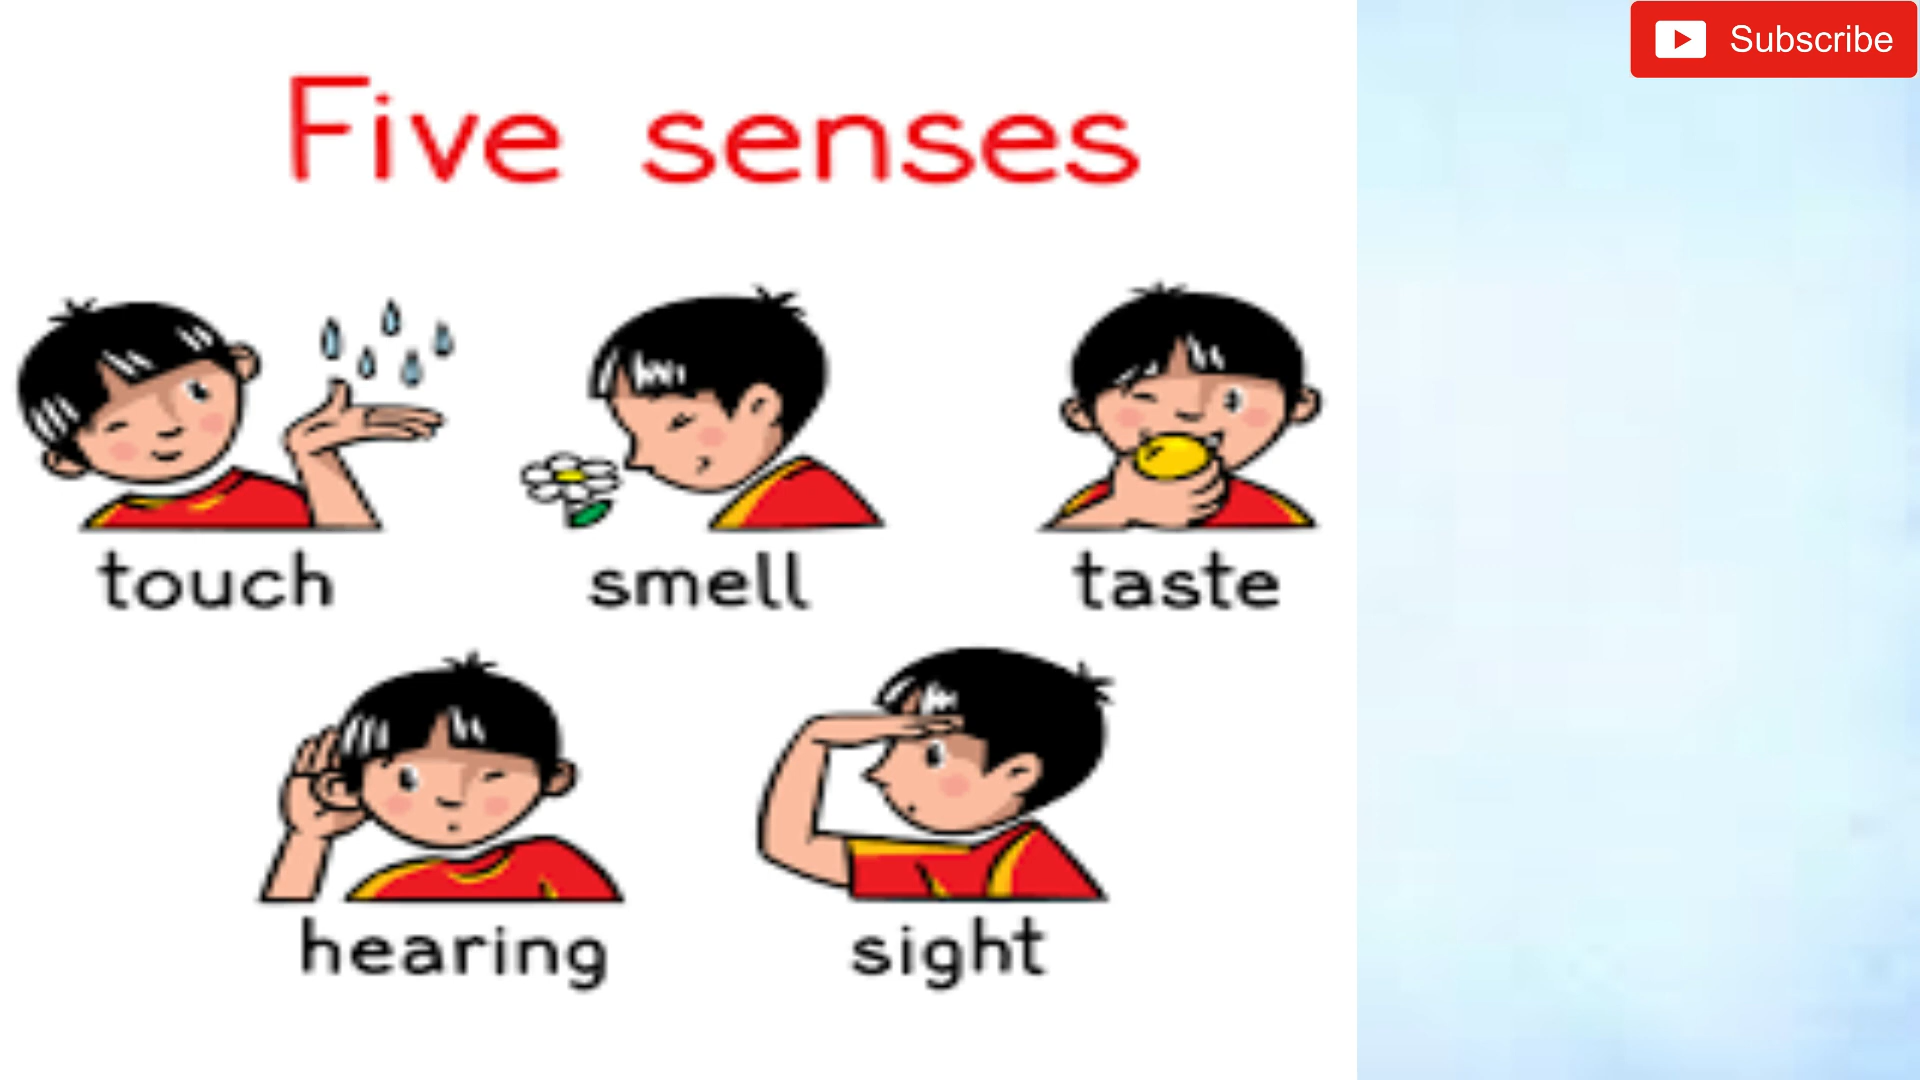 Subscribe
Five senses
touch
smell
taste
hearing
sight